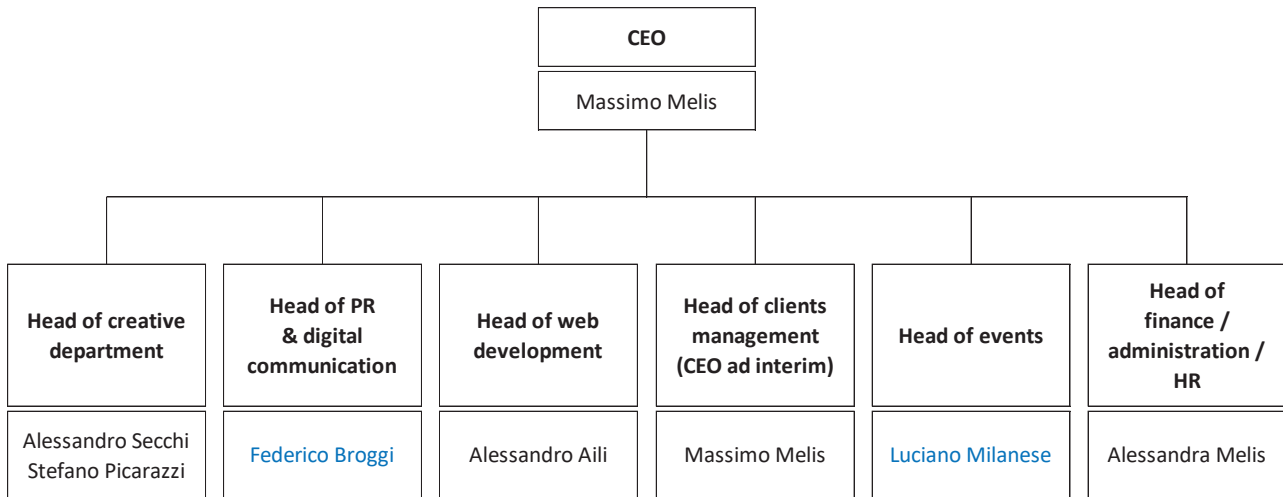 CEO
Massimo Melis
Head of creative
department
Head of PR
& digital
communication
Head of web
development
Head of clients
management
(CEO ad interim)
Head of events
Head of
finance /
administration /
HR
Alessandro Secchi
Stefano Picarazzi
Federico Broggi
Alessandro Aili
Massimo Melis
Luciano Milanese
Alessandra Melis